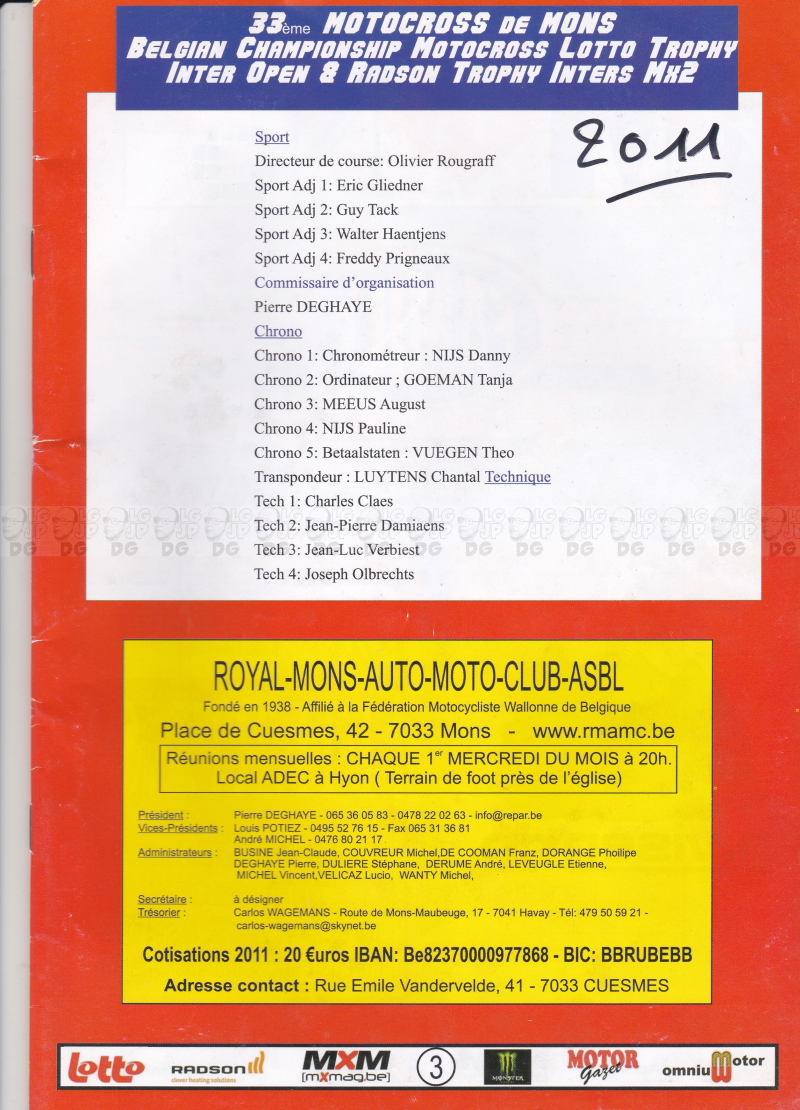 33ème MOTOCROSS DE MONS
BELGIAN CHAMPIONSHIP MOTOCROSS LOTTO TROPHY
INTER OPEN & RADSON TROPHY INTERS MX2
2011
Sport
Directeur de course: Olivier Rougraff
Sport Adj 1: Eric Gliedner
Sport Adj 2: Guy Tack
Sport Adj 3: Walter Haentjens
Sport Adj 4: Freddy Prigneaux
Commissaire d'organisation
Pierre DEGHAYE
Chrono
Chrono 1: Chronométreur : NIJS Danny
Chrono 2: Ordinateur ; GOEMAN Tanja
Chrono 3: MEEUS August
Chrono 4: NIJS Pauline
Chrono 5: Betaalstaten : VUEGEN Theo
Transpondeur : LUYTENS Chantal Technique
Tech 1: Charles Claes
Tech 2: Jean-Pierre Damiaens
Tech 3: Jean-Luc Verbiest
Tech 4: Joseph Olbrechts
ROYAL-MONS-AUTO-MOTO-CLUB-ASBL
Fondé en 1938 - Affilié à la Fédération Motocycliste Wallonne de Belgique
Place de Cuesmes, 42 - 7033 Mons - www.rmamc.be
Réunions mensuelles : CHAQUE 1er MERCREDI DU MOIS à 20h.
Local ADEC à Hyon ( Terrain de foot près de l'église)
Président : Pierre DEGHAYE - 065 36 05 83 - 0478 22 02 63 - info@repar.be
Vices-Présidents : Louis POTIEZ - 0495 52 76 15 - Fax 065 31 36 81
André MICHEL - 0476 80 21 17
Administrateurs : BUSINE Jean-Claude, COUVREUR Michel,DE COOMAN Franz, DORANGE Phoilipe
DEGHAYE Pierre, DULIERE Stéphane, DERUME André, LEVEUGLE Etienne,
MICHEL Vincent,VELICAZ Lucio, WANTY Michel,
Secrétaire : à désigner
Trésorier : Carlos WAGEMANS - Route de Mons-Maubeuge, 17 - 7041 Havay - Tél: 479 50 59 21 -
carlos-wagemans@skynet.be
Cotisations 2011 : 20 €uros IBAN: Be82370000977868 - BIC: BBRUBEBB
Adresse contact : Rue Emile Vandervelde, 41 - 7033 CUESMES
Lotto RADSON MXM 3 MONSTER MOTOR Gazet omniuMotor
clever heating solutions [mxmag.be]
LG JP DG